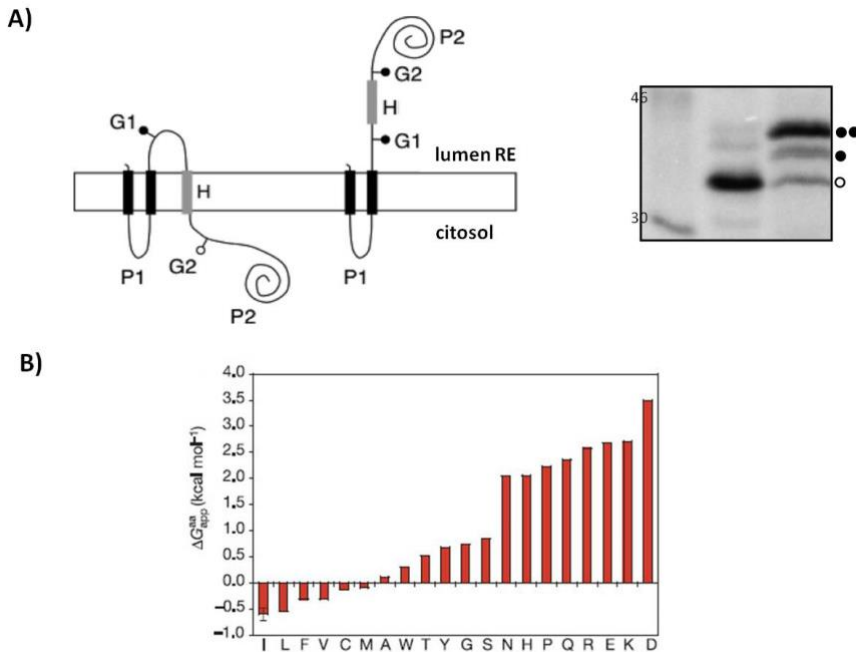 A)
P2
G2
H
G1
G1
lumen RE
H
citosol
P1
G2
P2
P1
45
30
B)
ΔG^aa_app (kcal mol⁻¹)
4.0
3.5
3.0
2.5
2.0
1.5
1.0
0.5
0.0
−0.5
−1.0
I L F V C M A W T Y G S N H P Q R E K D